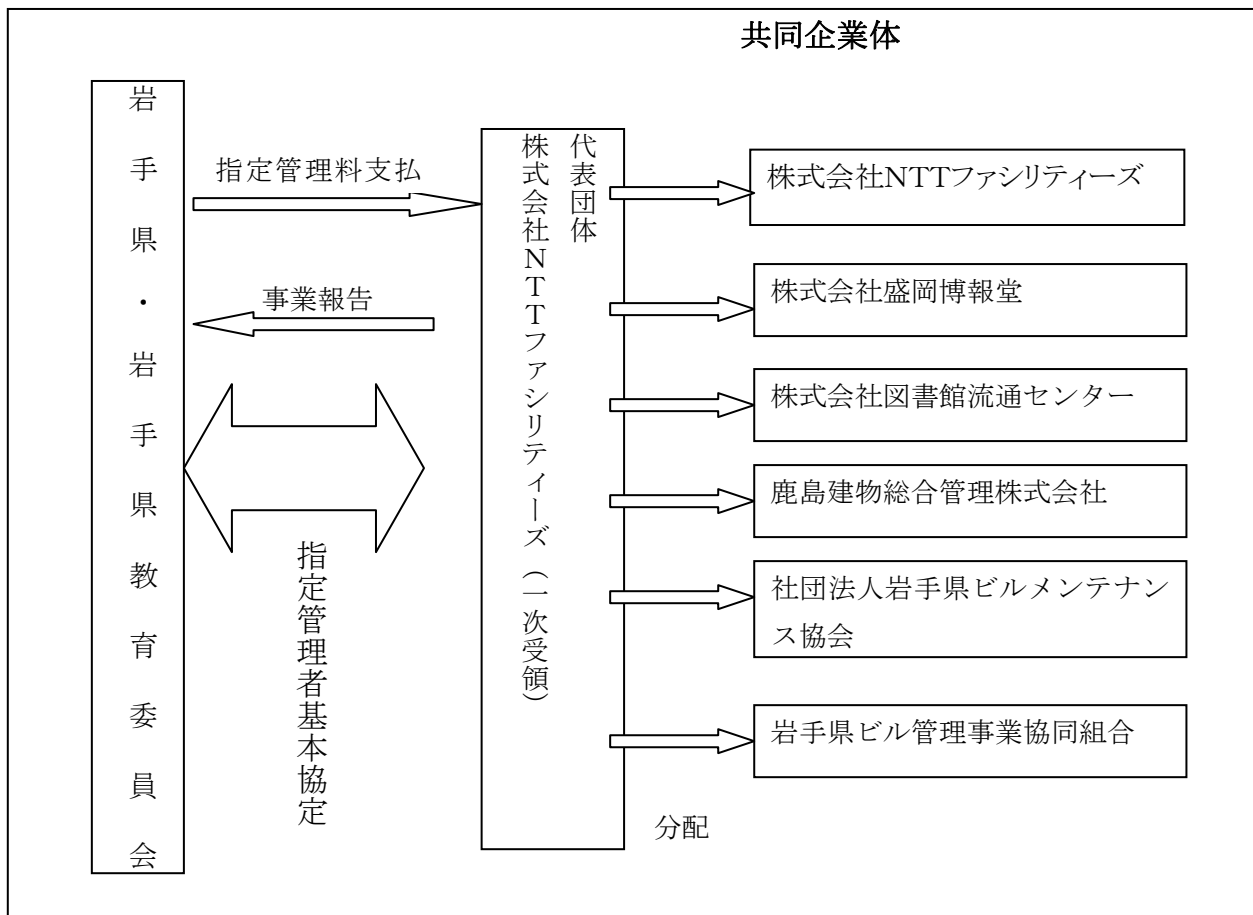 共同企業体
岩手県・岩手県教育委員会
指定管理料支払
事業報告
指定管理者基本協定
代表団体
株式会社NTTファシリティーズ（一次受領）
分配
株式会社NTTファシリティーズ
株式会社盛岡博報堂
株式会社図書館流通センター
鹿島建物総合管理株式会社
社団法人岩手県ビルメンテナン
ス協会
岩手県ビル管理事業協同組合